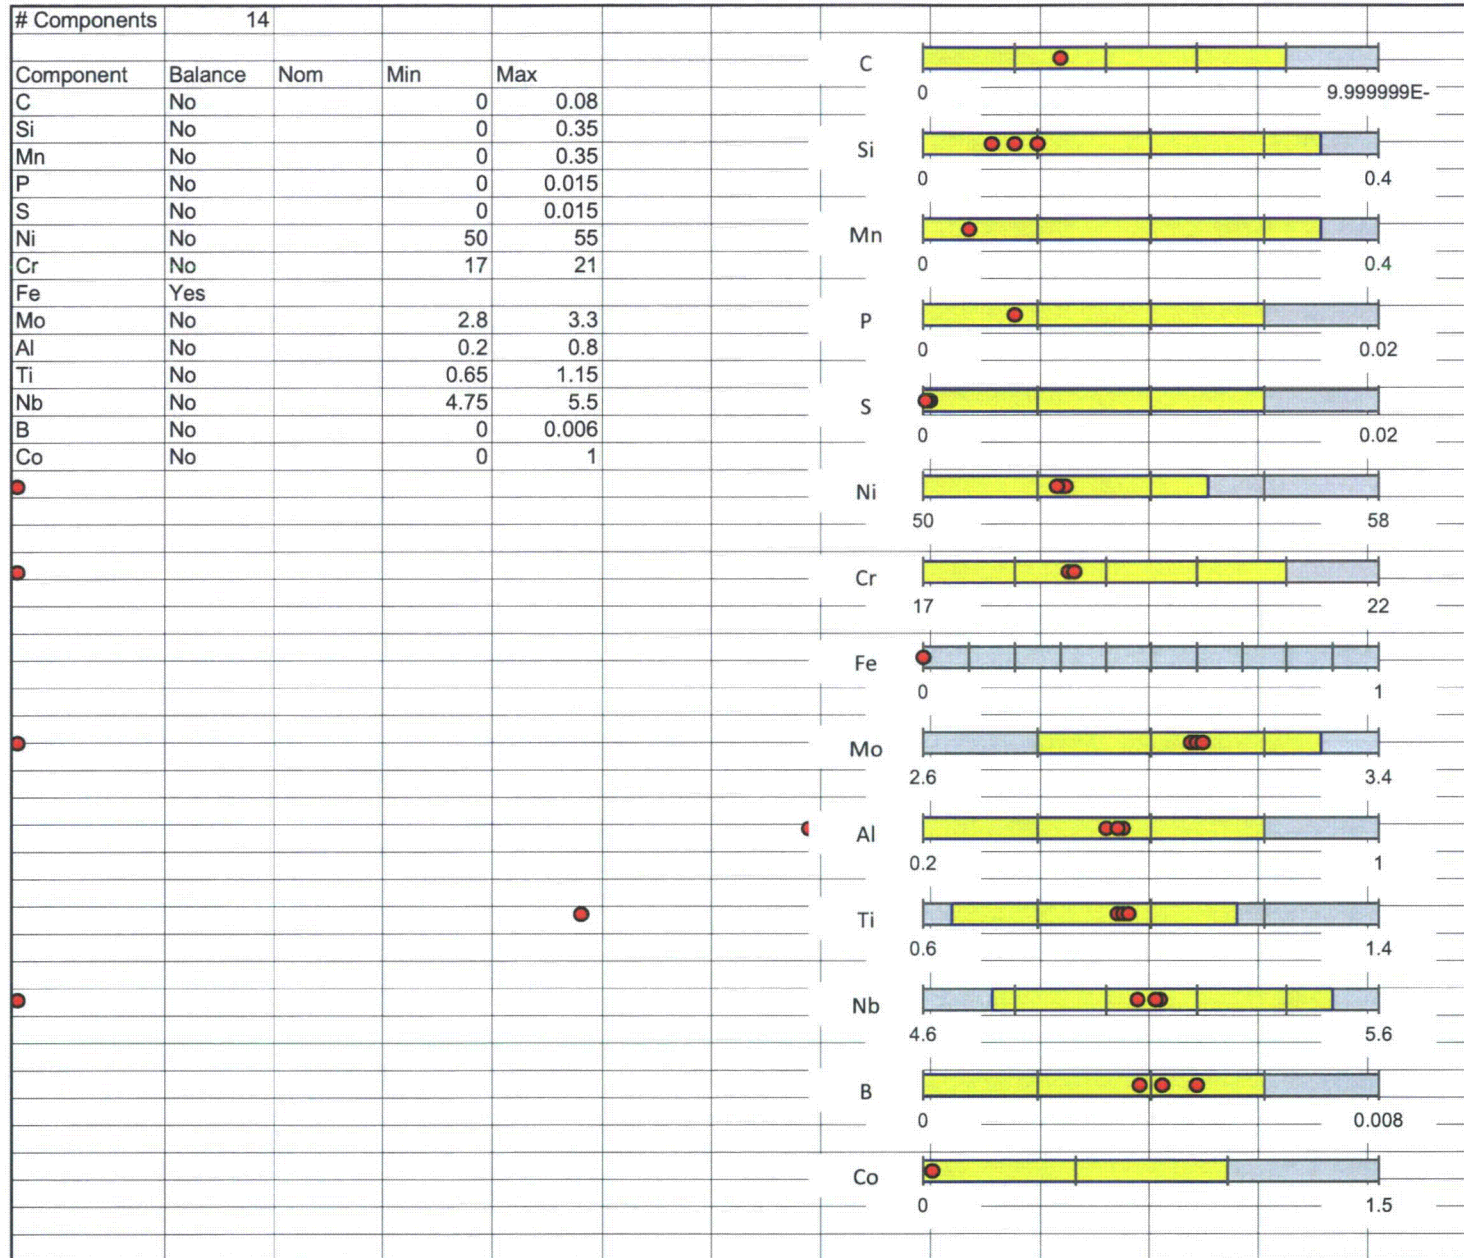 # Components 14
Component Balance Nom Min Max
C No 0 0.08
Si No 0 0.35
Mn No 0 0.35
P No 0 0.015
S No 0 0.015
Ni No 50 55
Cr No 17 21
Fe Yes
Mo No 2.8 3.3
Al No 0.2 0.8
Ti No 0.65 1.15
Nb No 4.75 5.5
B No 0 0.006
Co No 0 1
C
0 9.999999E-
Si
0 0.4
Mn
0 0.4
P
0 0.02
S
0 0.02
Ni
50 58
Cr
17 22
Fe
0 1
Mo
2.6 3.4
Al
0.2 1
Ti
0.6 1.4
Nb
4.6 5.6
B
0 0.008
Co
0 1.5